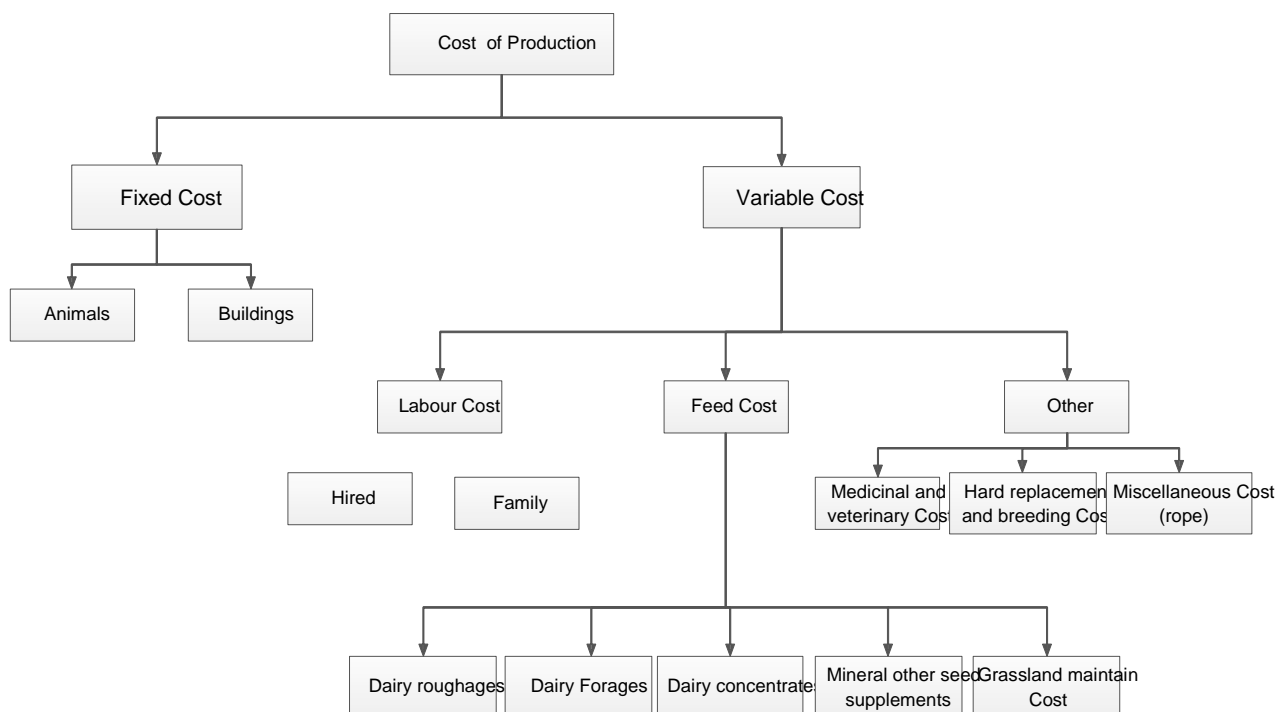 Cost of Production
Fixed Cost
Variable Cost
Animals
Buildings
Labour Cost
Feed Cost
Other
Hired
Family
Medicinal and
veterinary Cost
Hard replacemen
and breeding Cos
Miscellaneous Cost
(rope)
Dairy roughages
Dairy Forages
Dairy concentrates
Mineral other seed
supplements
Grassland maintain
Cost